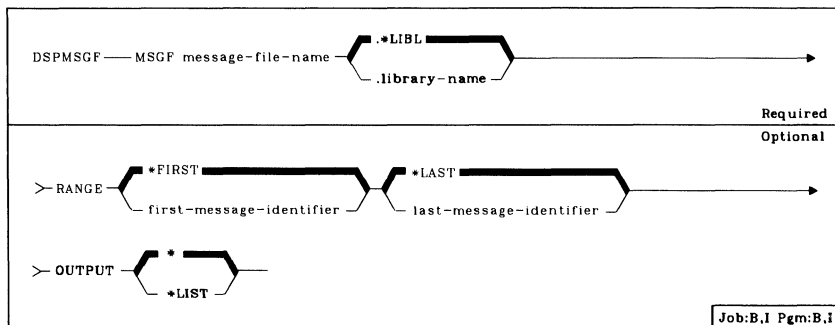 .*LIBL
DSPMSGF MSGF message-file-name
.library-name
Required
Optional
*FIRST *LAST
>RANGE
first-message-identifier last-message-identifier
*
>OUTPUT
*LIST
Job:B,I Pgm:B,I